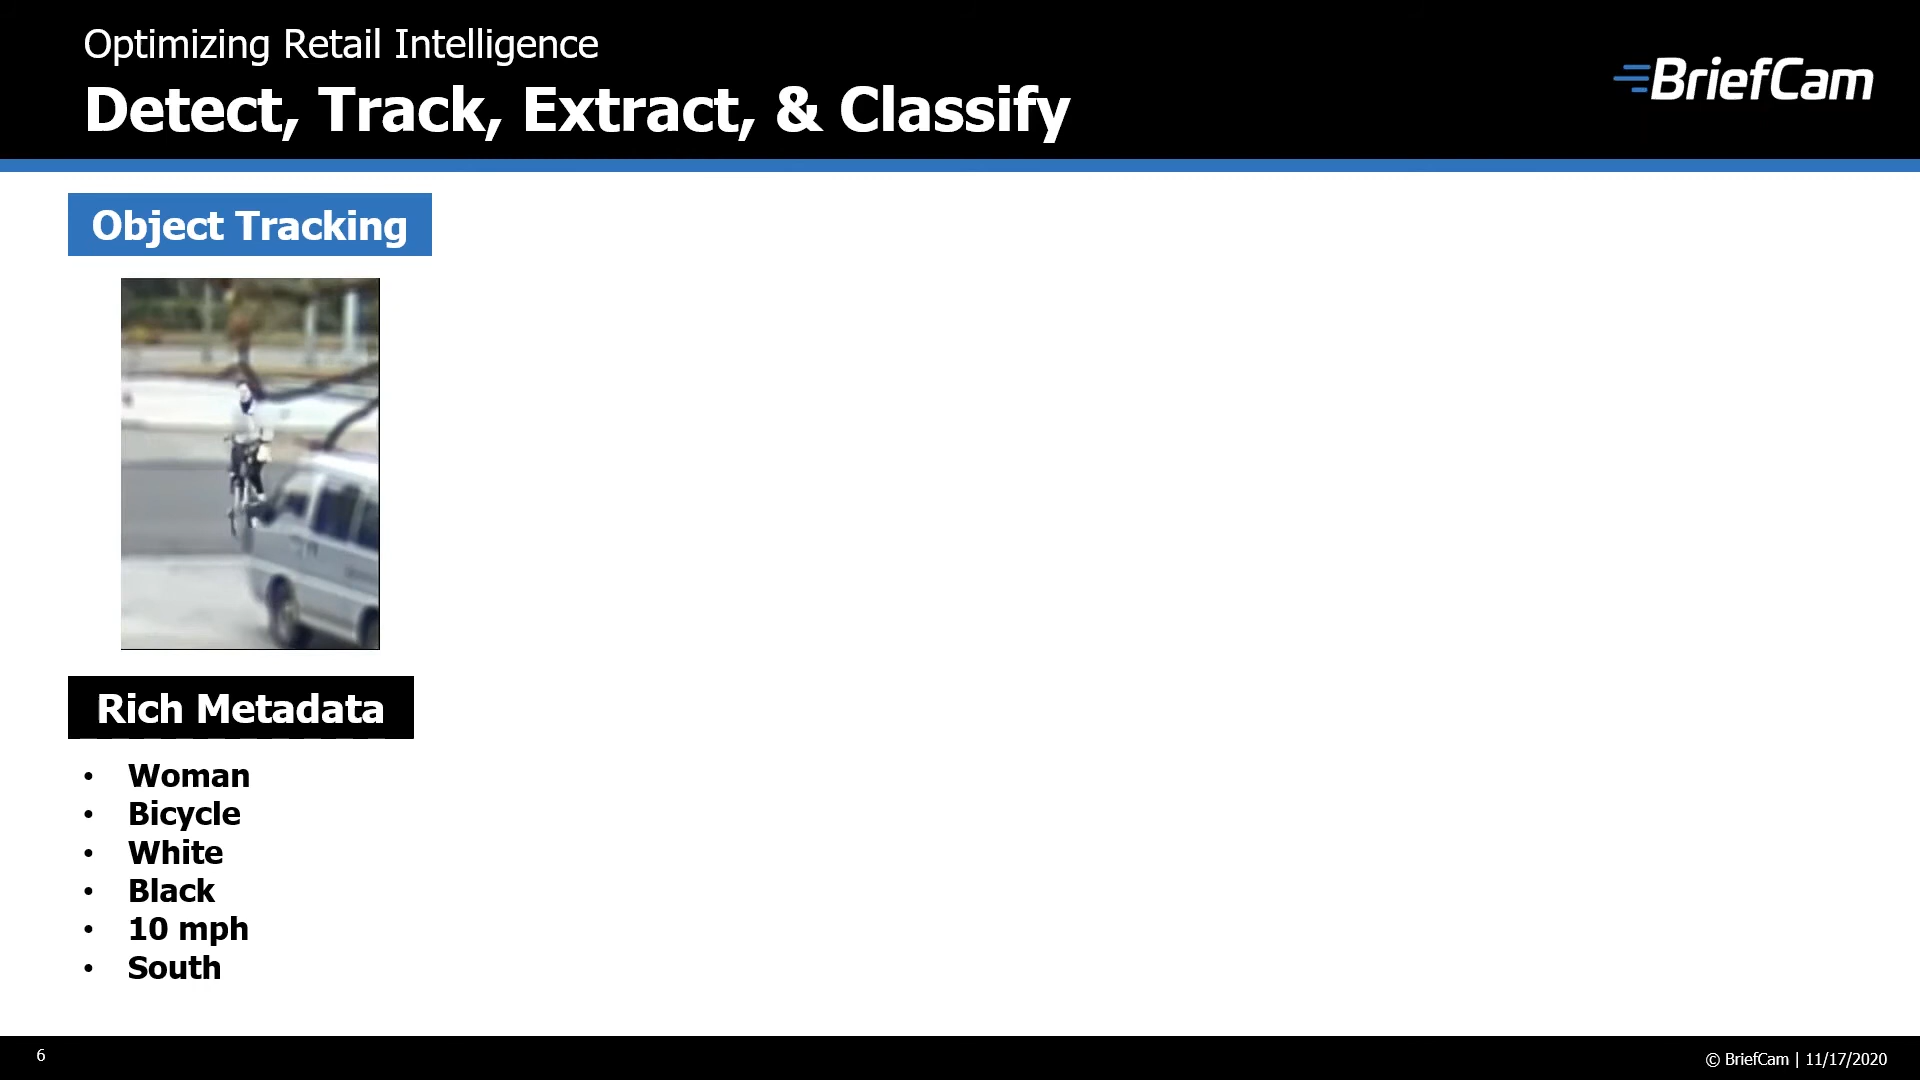 Optimizing Retail Intelligence
Detect, Track, Extract, & Classify
BriefCam
Object Tracking
Rich Metadata
• Woman
• Bicycle
• White
• Black
• 10 mph
• South
6
© BriefCam | 11/17/2020